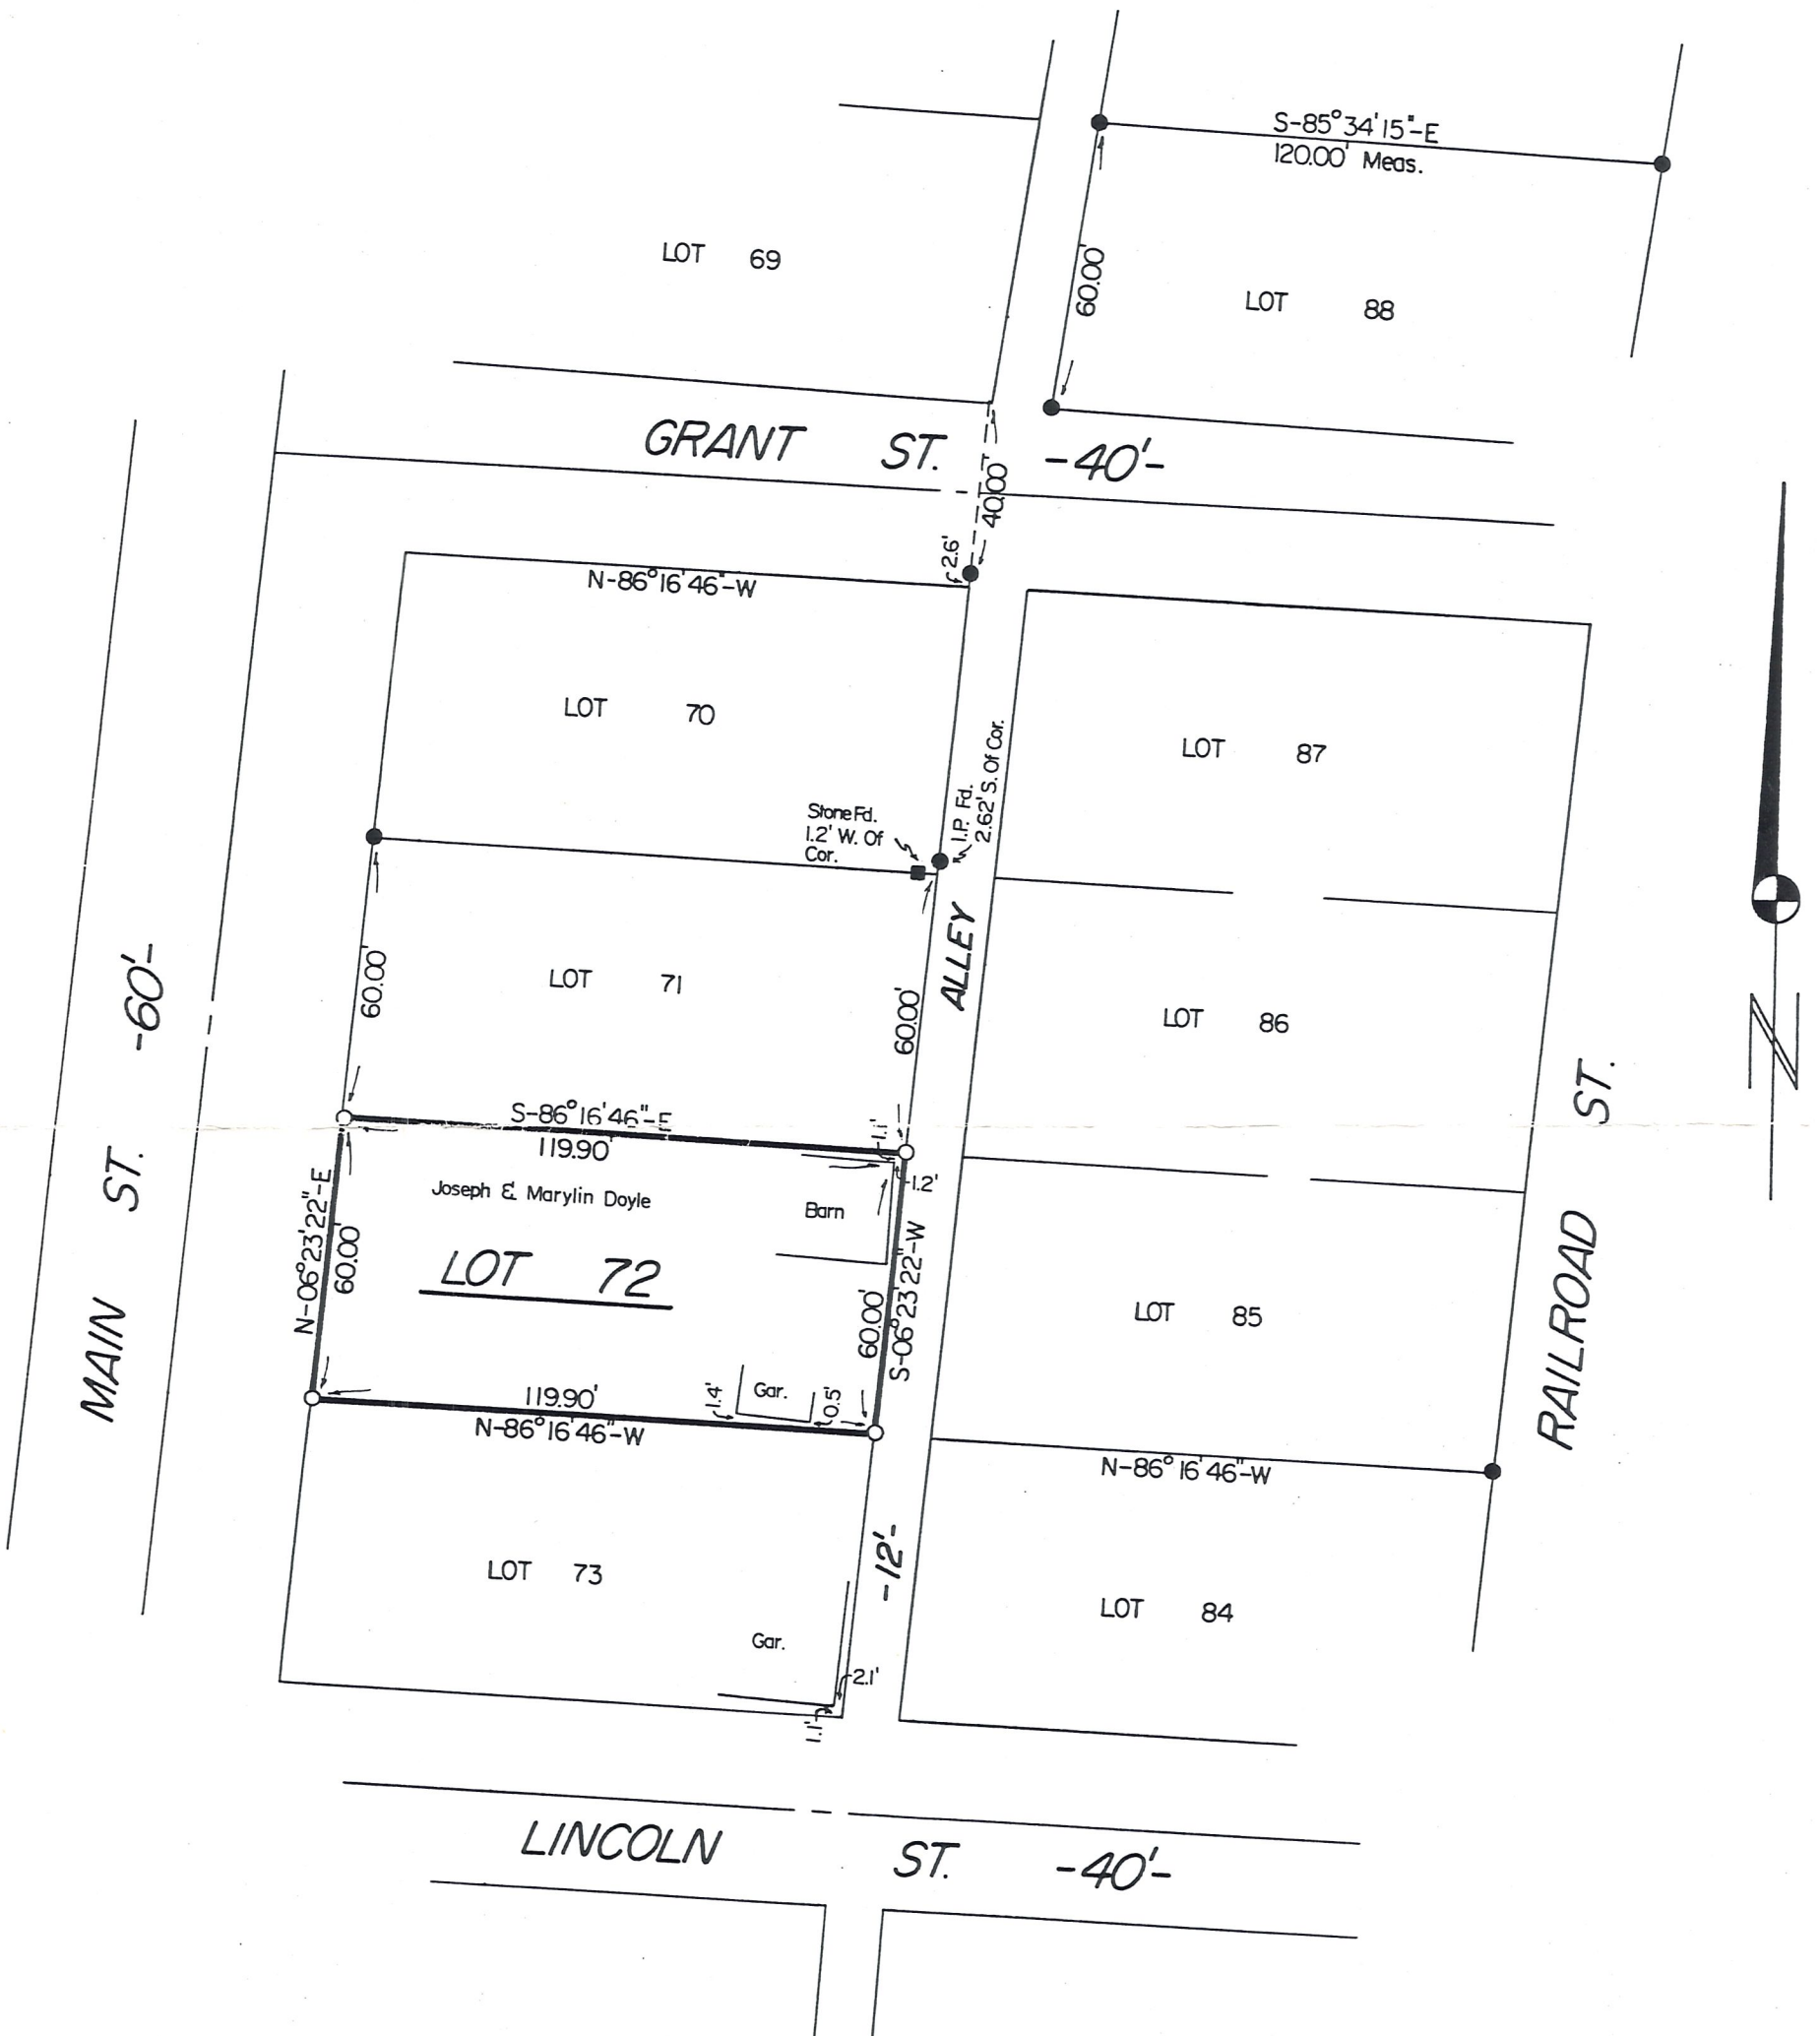 S-85°34'15"-E
120.00' Meas.
LOT 69
60.00'
LOT 88
GRANT ST. -40'-
40.00'
2.6'
N-86°16'46"-W
LOT 70
LOT 87
Stone Fd.
1.2' W. Of
Cor.
I.P. Fd.
2.62' S. Of Cor.
ALLEY
-60'-
60.00'
LOT 71
60.00'
LOT 86
N
S-86°16'46"-E
119.90'
1.1'
1.2'
Joseph & Marylin Doyle
Barn
MAIN ST.
N-06°23'22"-E
60.00'
LOT 72
60.00'
S-06°23'22"-W
LOT 85
RAILROAD ST.
119.90'
N-86°16'46"-W
1.4'
Gar.
0.5'
N-86°16'46"-W
LOT 73
-12'-
LOT 84
Gar.
2.1'
1.1'
LINCOLN ST. -40'-